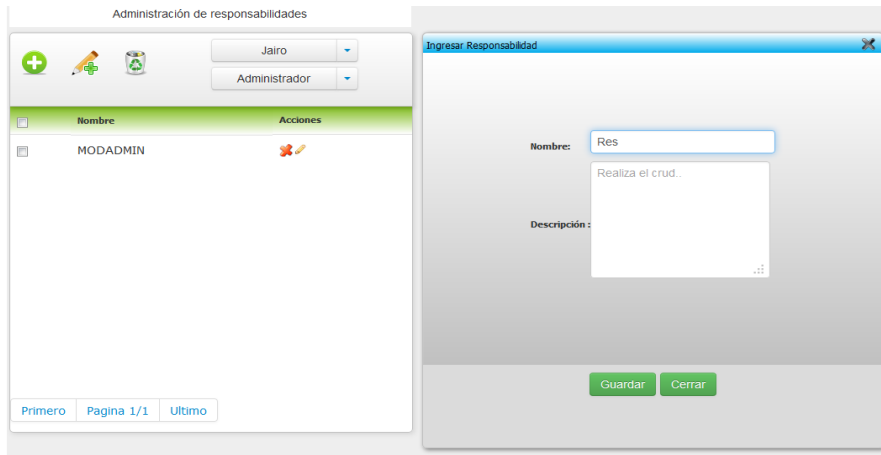 Administración de responsabilidades
Jairo
Administrador
Nombre Acciones
MODADMIN
Primero Pagina 1/1 Ultimo
Ingresar Responsabilidad
Nombre: Res
Realiza el crud..
Descripción :
Guardar Cerrar